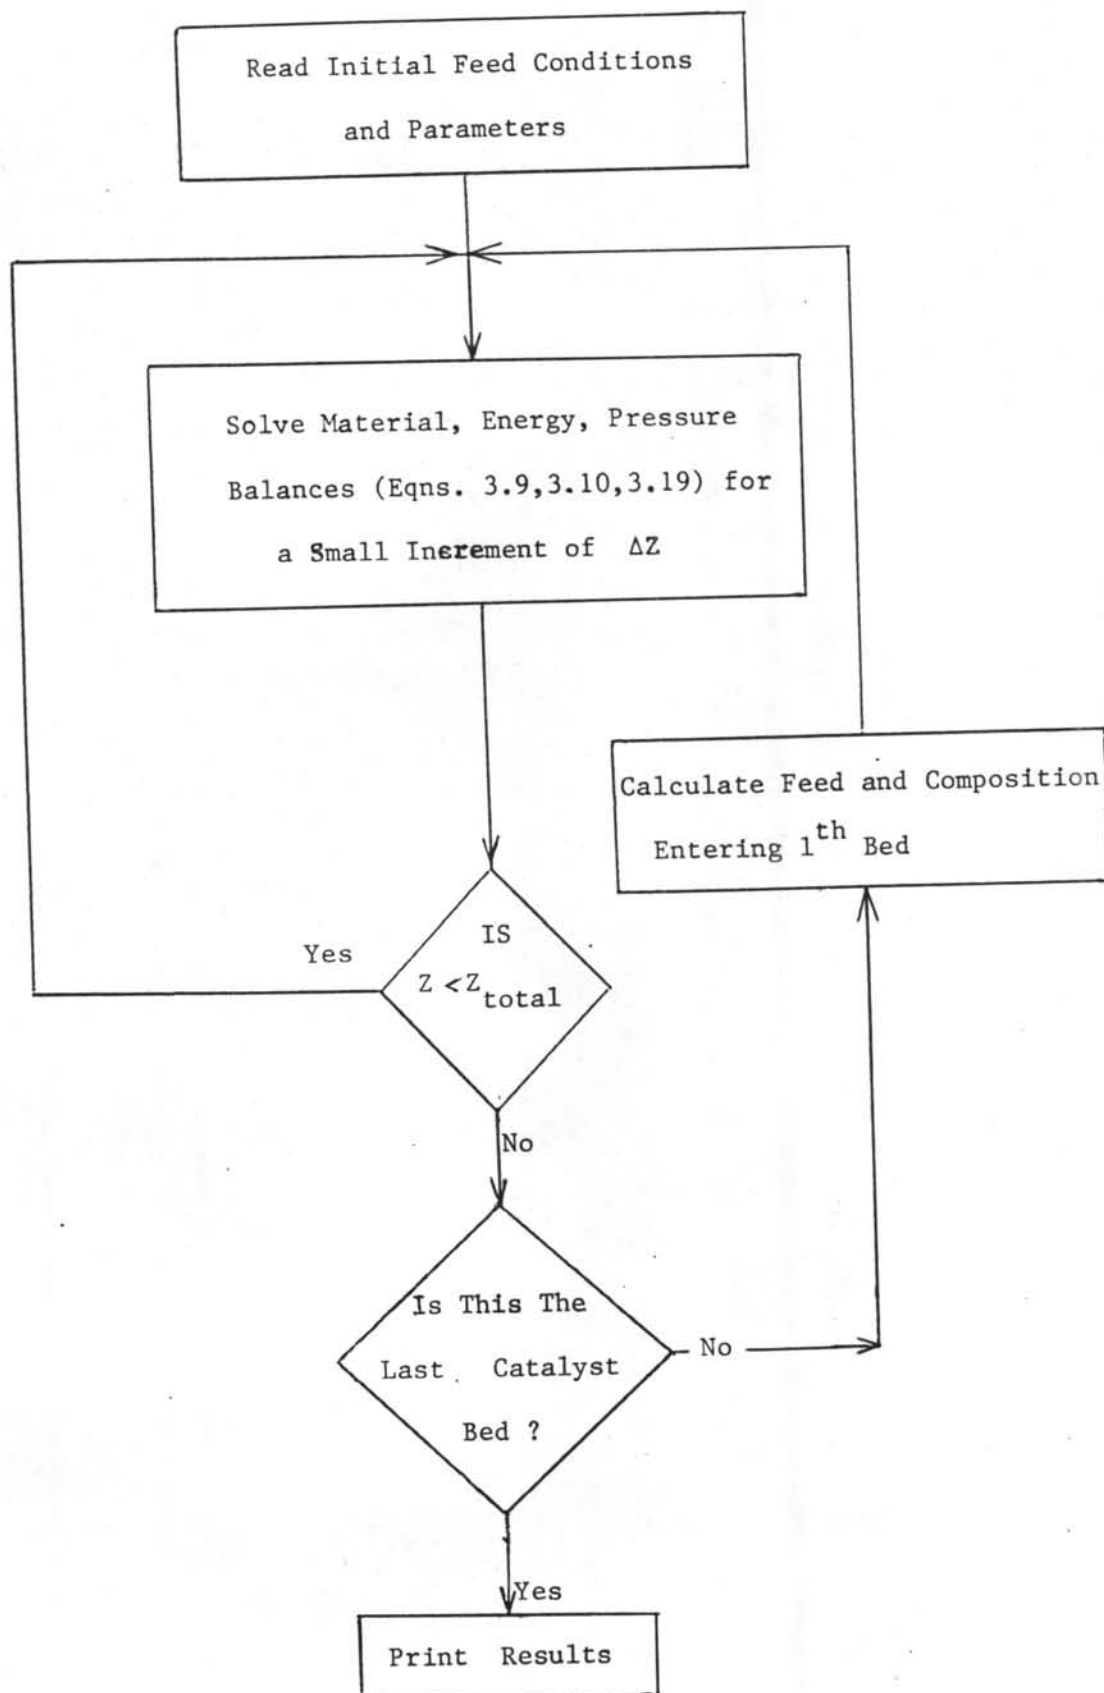 Read Initial Feed Conditions
and Parameters
Solve Material, Energy, Pressure
Balances (Eqns. 3.9,3.10,3.19) for
a Small Increment of ΔZ
Calculate Feed and Composition
Entering 1th Bed
IS
Z <Ztotal
Yes
No
Is This The
Last Catalyst
Bed ?
No
Yes
Print Results